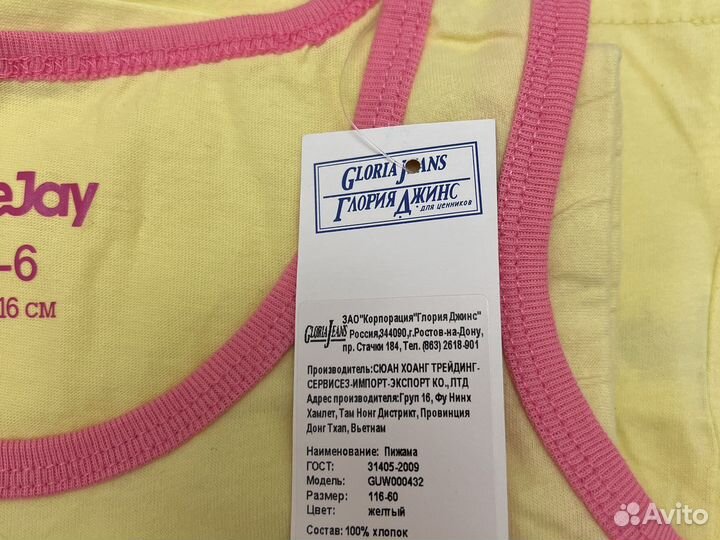 eJay
-6
16 СМ
GLORIA JEANS
ГЛОРИЯ ДЖИНС
* для ценников
GLORIA JEANS
ЗАО"Корпорация"Глория Джинс"
Россия,344090,г.Ростов-на-Дону,
пр. Стачки 184, Тел. (863) 2618-901
Производитель:СЮАН ХОАНГ ТРЕЙДИНГ-
СЕРВИСЕЗ-ИМПОРТ-ЭКСПОРТ КО., ЛТД
Адрес производителя:Груп 16, Фу Нинх
Хамлет, Там Нонг Дистрикт, Провинция
Донг Тхап, Вьетнам
Наименование: Пижама
ГОСТ: 31405-2009
Модель: GUW000432
Размер: 116-60
Цвет: желтый
Состав: 100% хлопок
Avito